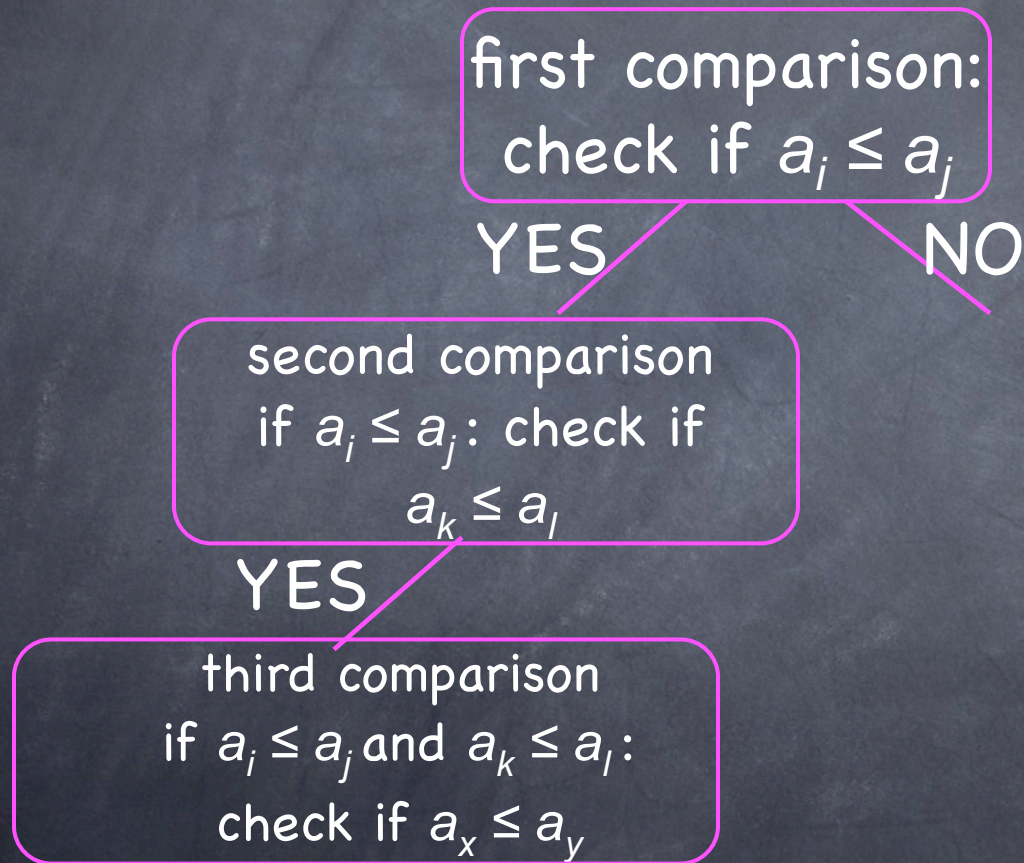 first comparison:
check if aᵢ ≤ aⱼ
YES NO
second comparison
if aᵢ ≤ aⱼ : check if
aₖ ≤ aₗ
YES
third comparison
if aᵢ ≤ aⱼ and aₖ ≤ aₗ :
check if aₓ ≤ a_y